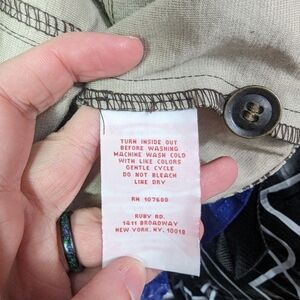 TURN INSIDE OUT
BEFORE WASHING
MACHINE WASH COLD
WITH LIKE COLORS
GENTLE CYCLE
DO NOT BLEACH
LINE DRY
RN 107600
RUBY RD.
1411 BROADWAY
NEW YORK, NY. 10018